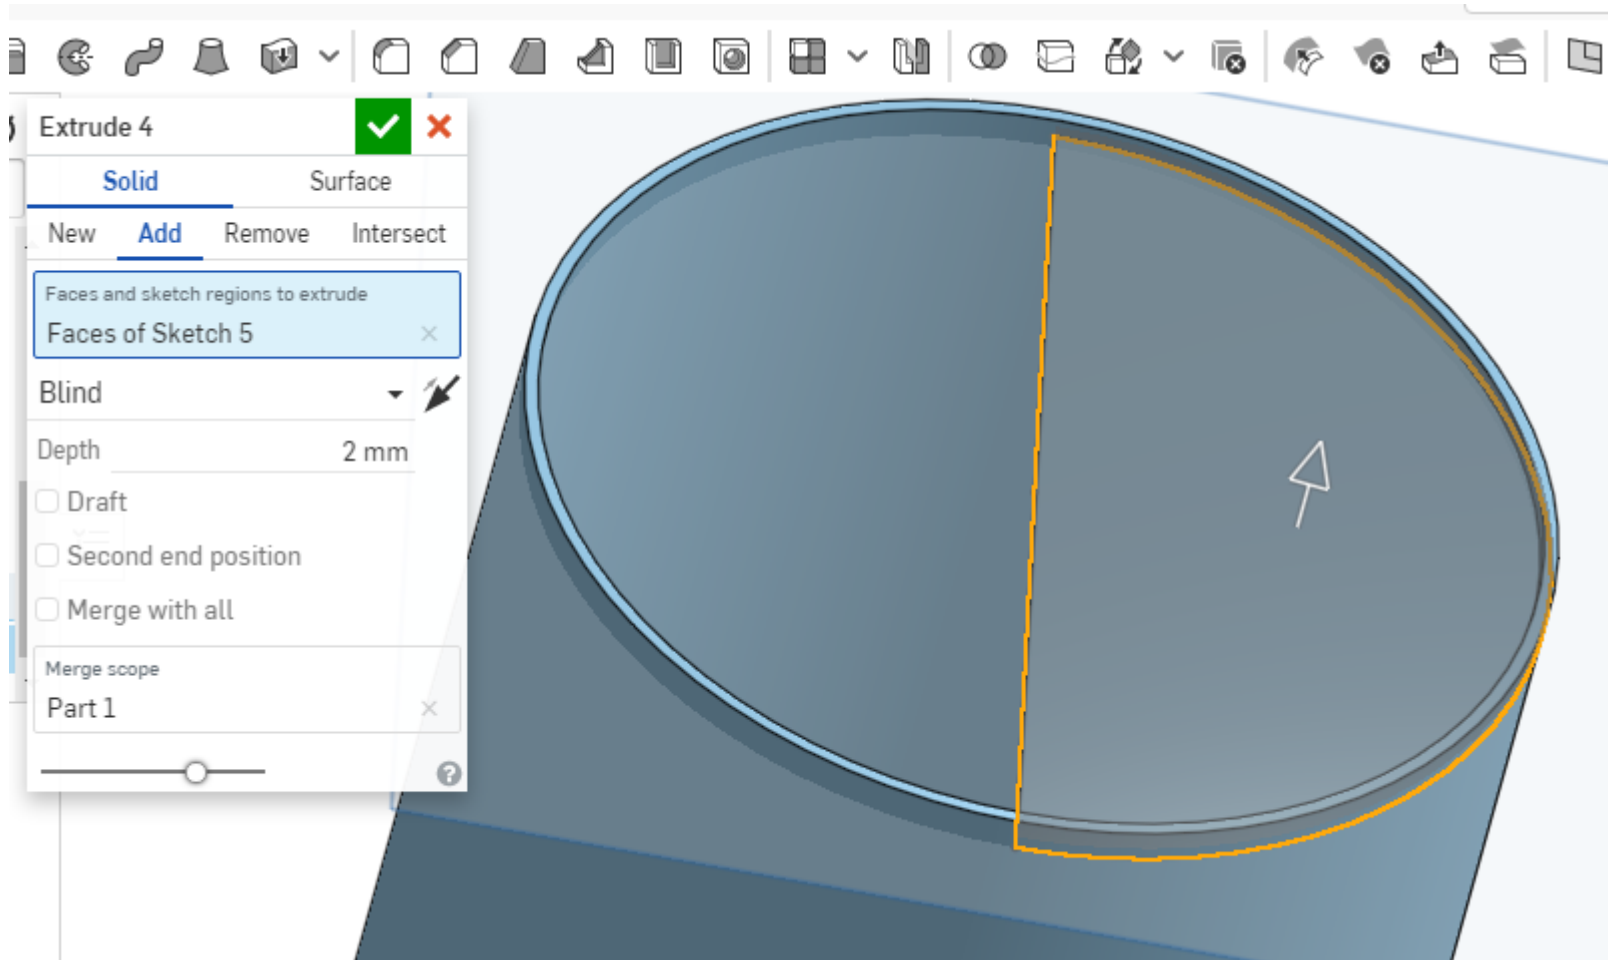 Extrude 4
Solid Surface
New Add Remove Intersect
Faces and sketch regions to extrude
Faces of Sketch 5
Blind
Depth 2 mm
Draft
Second end position
Merge with all
Merge scope
Part 1
?